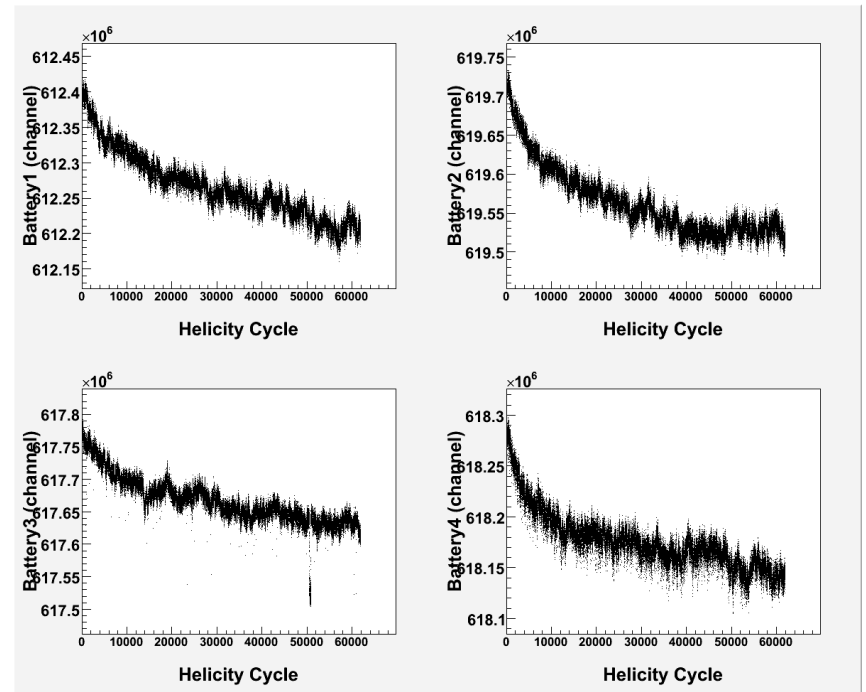 ×10⁶
612.45
612.4
612.35
612.3
612.25
612.2
612.15
Battery1 (channel)
0 10000 20000 30000 40000 50000 60000
Helicity Cycle
×10⁶
619.75
619.7
619.65
619.6
619.55
619.5
Battery2 (channel)
0 10000 20000 30000 40000 50000 60000
Helicity Cycle
×10⁶
617.8
617.75
617.7
617.65
617.6
617.55
617.5
Battery3 (channel)
0 10000 20000 30000 40000 50000 60000
Helicity Cycle
×10⁶
618.3
618.25
618.2
618.15
618.1
Battery4 (channel)
0 10000 20000 30000 40000 50000 60000
Helicity Cycle